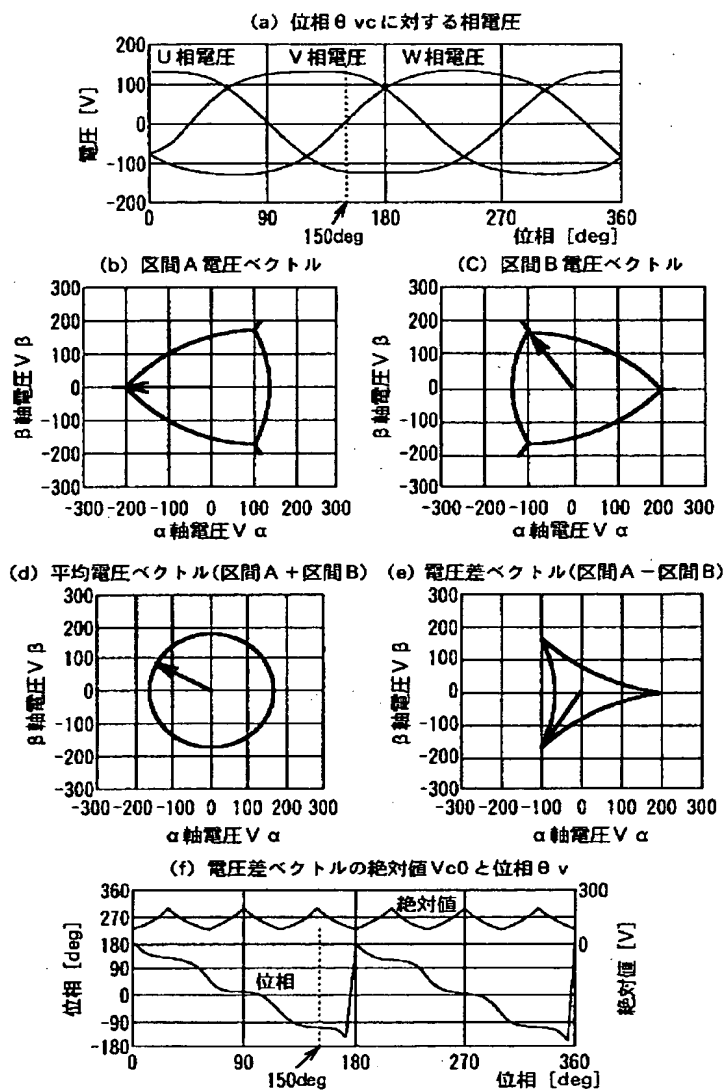 (a) 位相θ vcに対する相電圧
U相電圧 V相電圧 W相電圧
電圧 [V]
200
100
0
-100
-200
0 90 180 270 360
150deg
位相 [deg]
(b) 区間A電圧ベクトル
β軸電圧Vβ
300
200
100
0
-100
-200
-300
-300 -200 -100 0 100 200 300
α軸電圧Vα
(C) 区間B電圧ベクトル
β軸電圧Vβ
300
200
100
0
-100
-200
-300
-300 -200 -100 0 100 200 300
α軸電圧Vα
(d) 平均電圧ベクトル(区間A+区間B)
β軸電圧Vβ
300
200
100
0
-100
-200
-300
-300 -200 -100 0 100 200 300
α軸電圧Vα
(e) 電圧差ベクトル(区間A-区間B)
β軸電圧Vβ
300
200
100
0
-100
-200
-300
-300 -200 -100 0 100 200 300
α軸電圧Vα
(f) 電圧差ベクトルの絶対値Vc0と位相θ v
位相 [deg]
360
270
180
90
0
-90
-180
絶対値
位相
300
0
絶対値 [V]
0 90 180 270 360
150deg
位相 [deg]